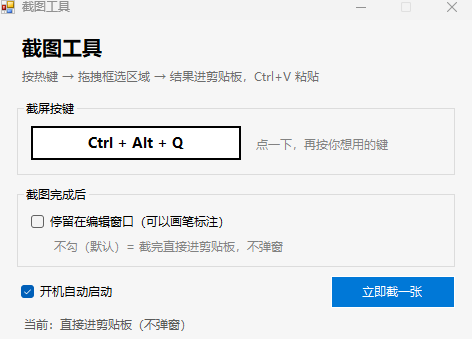 截图工具
截图工具
按热键 → 拖拽框选区域 → 结果进剪贴板，Ctrl+V 粘贴
截屏按键
Ctrl + Alt + Q
点一下，再按你想用的键
截图完成后
停留在编辑窗口（可以画笔标注）
不勾（默认）= 截完直接进剪贴板，不弹窗
开机自动启动
立即截一张
当前：直接进剪贴板（不弹窗）